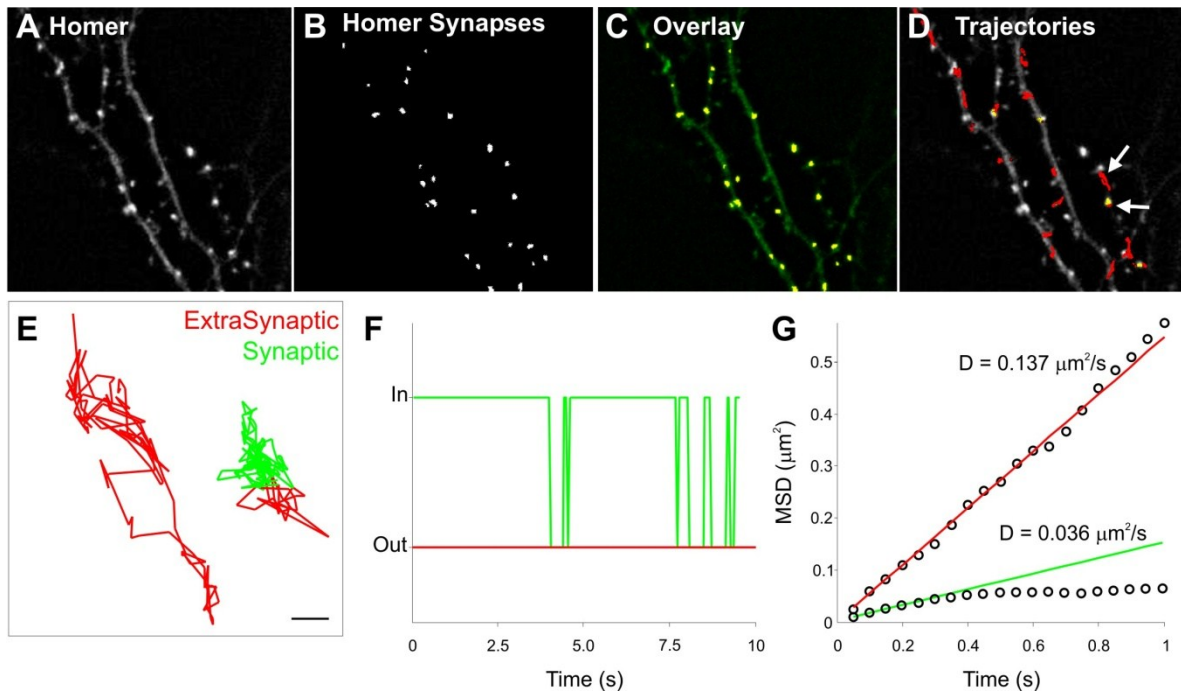 A Homer
B Homer Synapses
C Overlay
D Trajectories
E
ExtraSynaptic
Synaptic
F
In
Out
0 2.5 5.0 7.5 10
Time (s)
G
MSD (μm²)
0.5
0.4
0.3
0.2
0.1
0
D = 0.137 μm²/s
D = 0.036 μm²/s
0.2 0.4 0.6 0.8 1
Time (s)